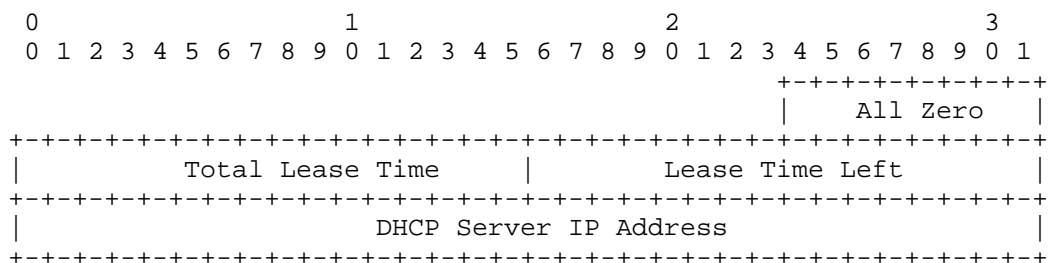 0                   1                   2                   3
0 1 2 3 4 5 6 7 8 9 0 1 2 3 4 5 6 7 8 9 0 1 2 3 4 5 6 7 8 9 0 1
+-+-+-+-+-+-+-+-+
|    All Zero   |
+-+-+-+-+-+-+-+-+-+-+-+-+-+-+-+-+-+-+-+-+-+-+-+-+-+-+-+-+-+-+-+-+
|          Total Lease Time     |        Lease Time Left        |
+-+-+-+-+-+-+-+-+-+-+-+-+-+-+-+-+-+-+-+-+-+-+-+-+-+-+-+-+-+-+-+-+
|                      DHCP Server IP Address                   |
+-+-+-+-+-+-+-+-+-+-+-+-+-+-+-+-+-+-+-+-+-+-+-+-+-+-+-+-+-+-+-+-+